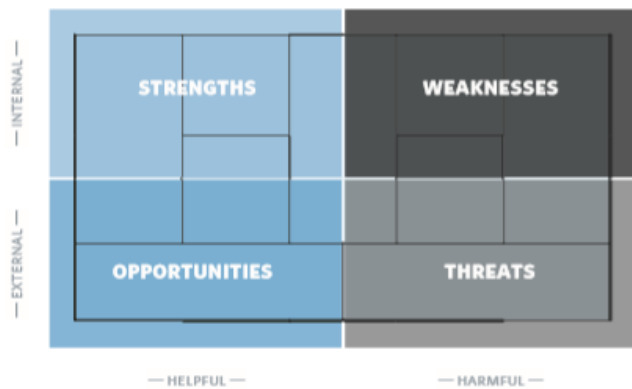 — INTERNAL —
STRENGTHS
WEAKNESSES
— EXTERNAL —
OPPORTUNITIES
THREATS
— HELPFUL —
— HARMFUL —